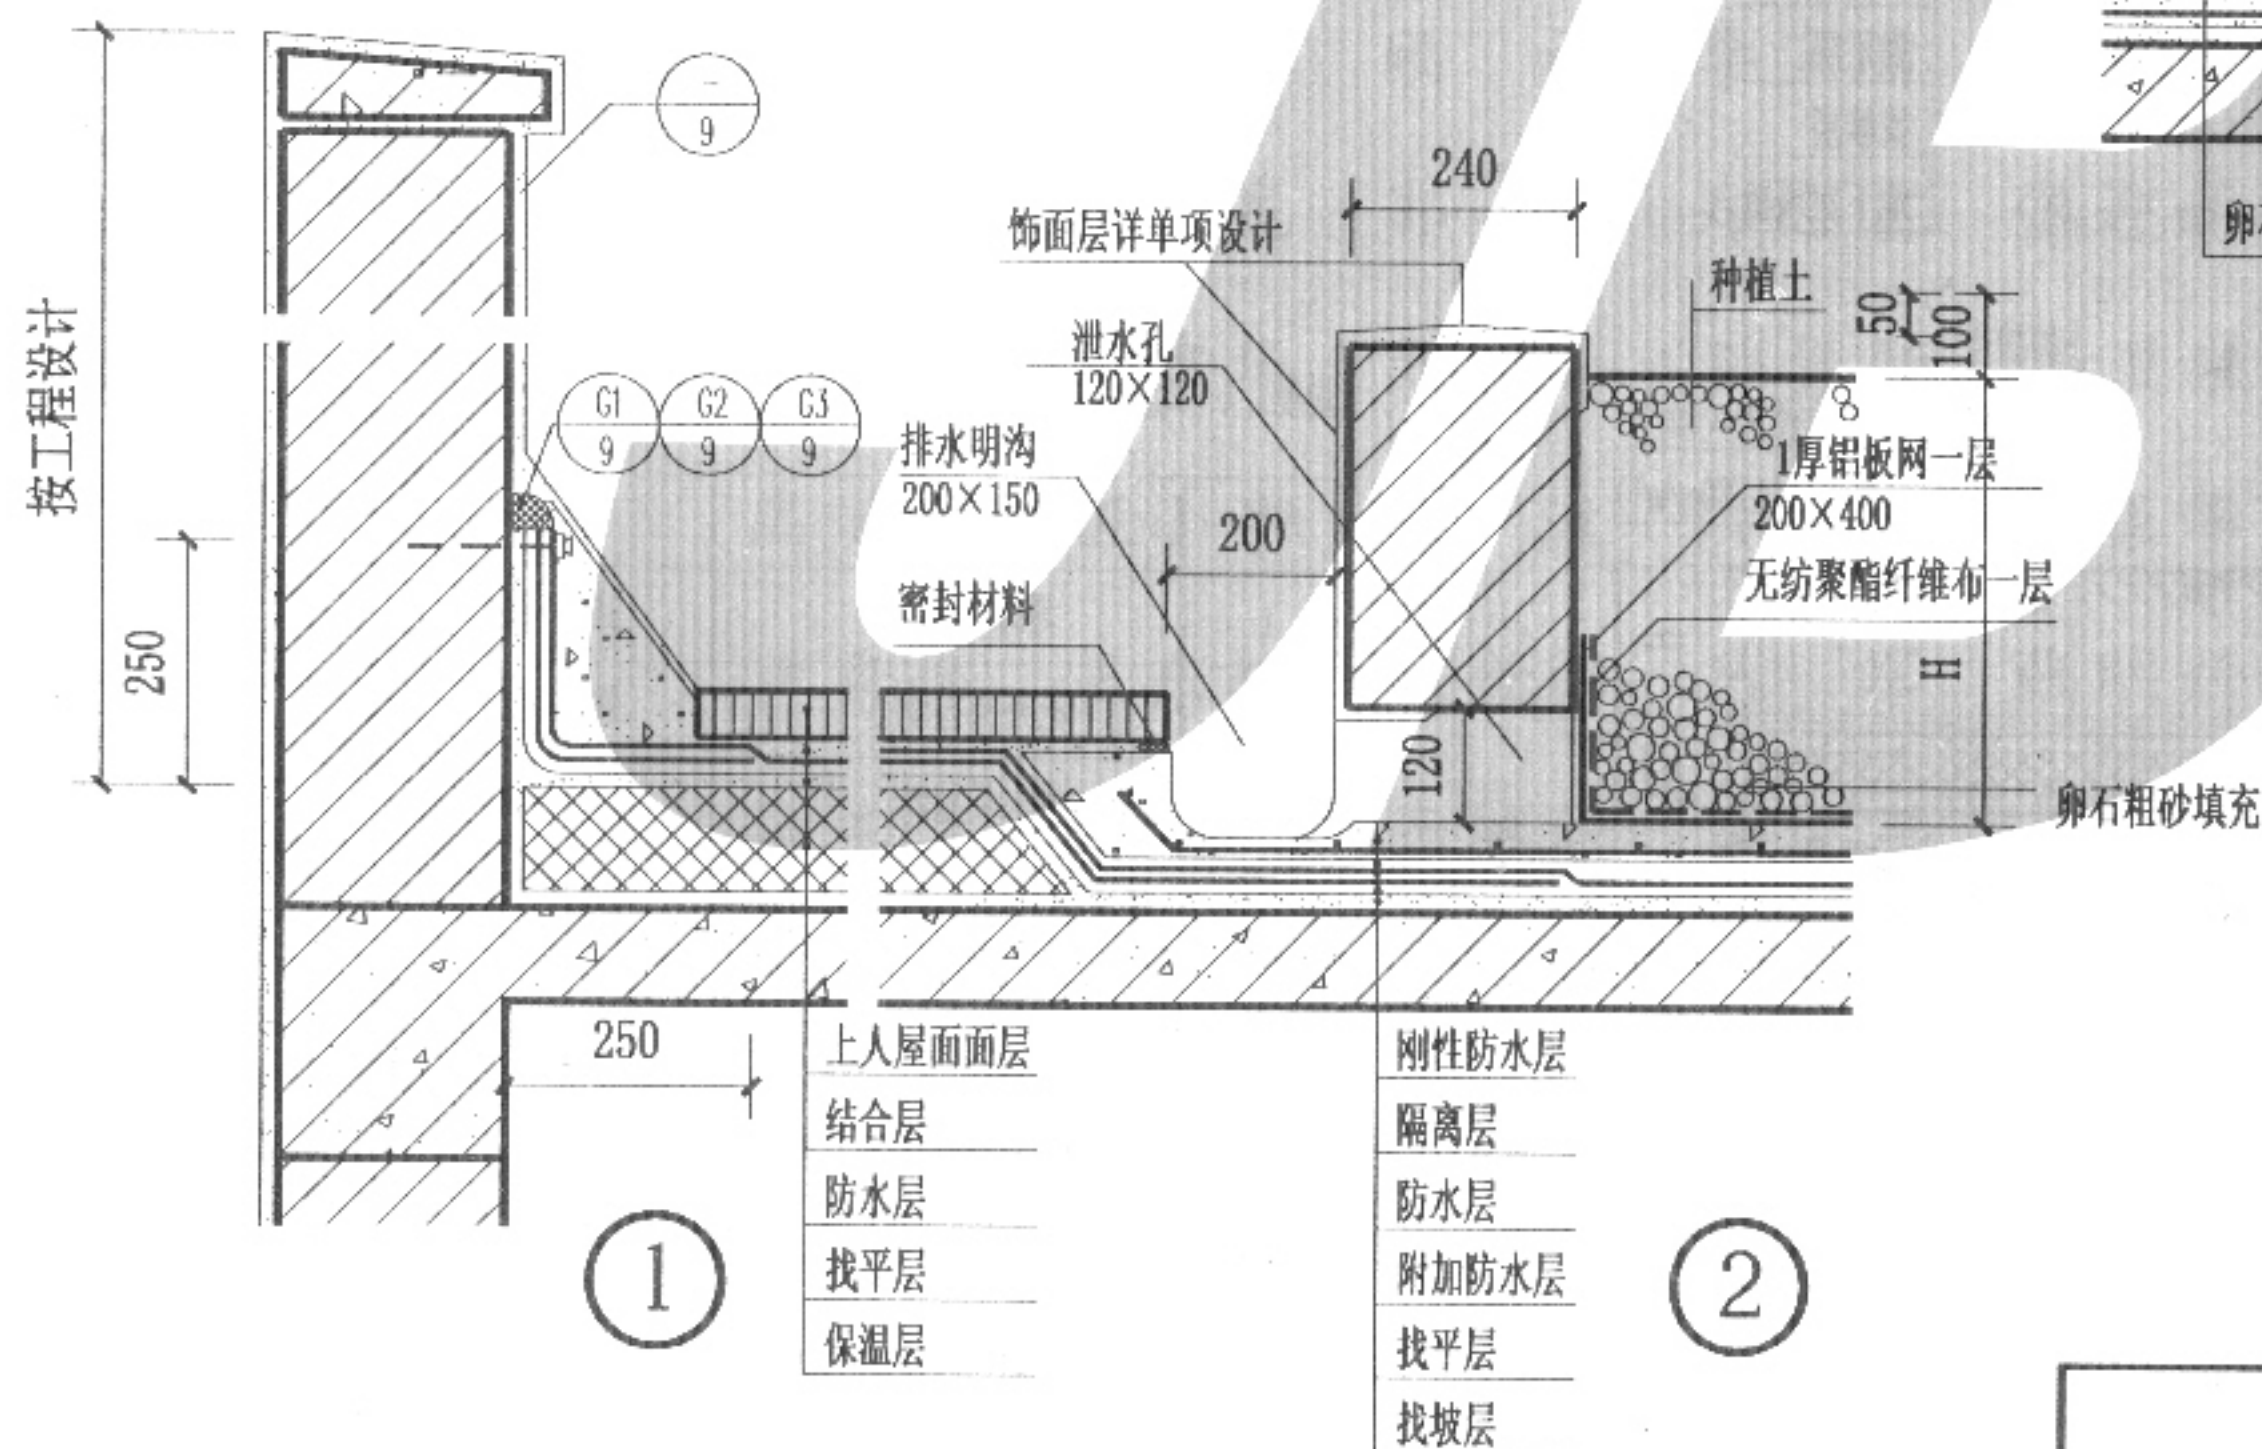 按工程设计
250
—
9
G1
9
G2
9
G3
9
饰面层详单项设计
泄水孔
120×120
排水明沟
200×150
密封材料
200
240
120
种植土
50
100
1厚铝板网一层
200×400
无纺聚酯纤维布一层
H
卵石粗砂填充
卵
250
上人屋面面层
结合层
防水层
找平层
保温层
1
刚性防水层
隔离层
防水层
附加防水层
找平层
找坡层
2